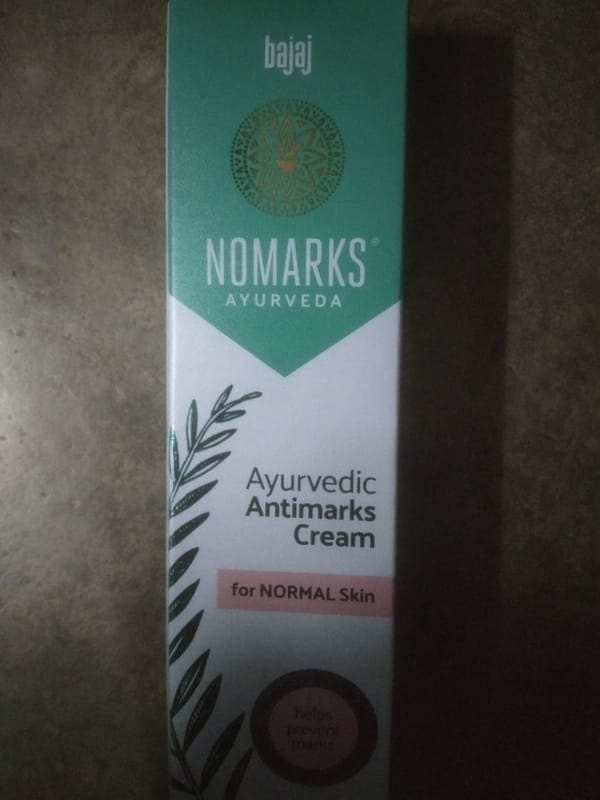 bajaj
NOMARKS®
AYURVEDA
Ayurvedic
Antimarks
Cream
for NORMAL Skin
helps
prevent
marks